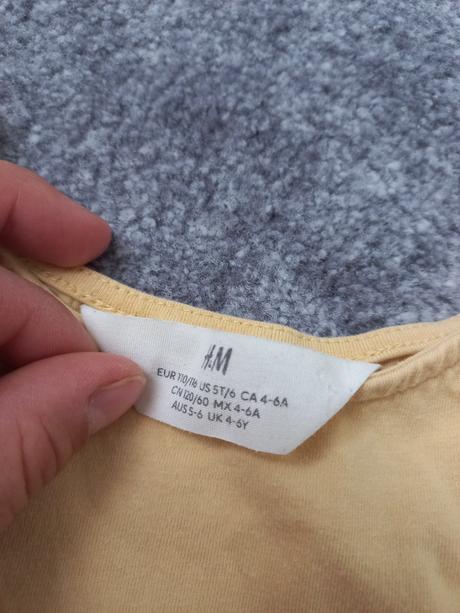 H&M
EUR 110/116 US 5T/6 CA 4-6A
CN 120/60 MX 4-6A
AUS 5-6 UK 4-6Y